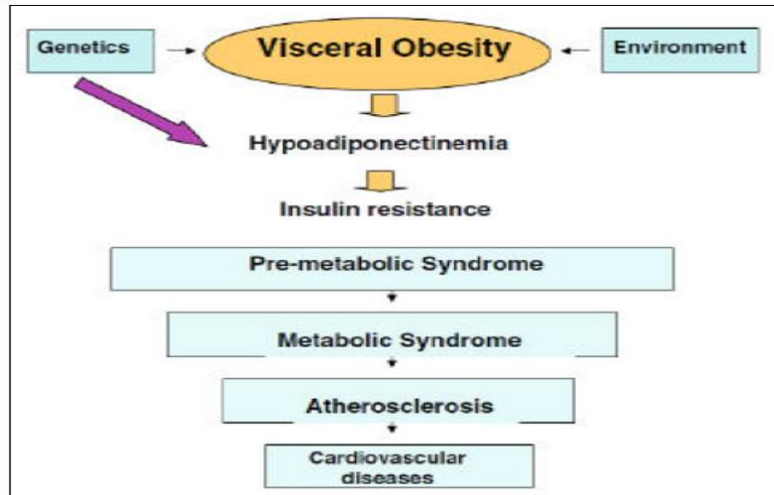 Genetics
Visceral Obesity
Environment
Hypoadiponectinemia
Insulin resistance
Pre-metabolic Syndrome
Metabolic Syndrome
Atherosclerosis
Cardiovascular
diseases